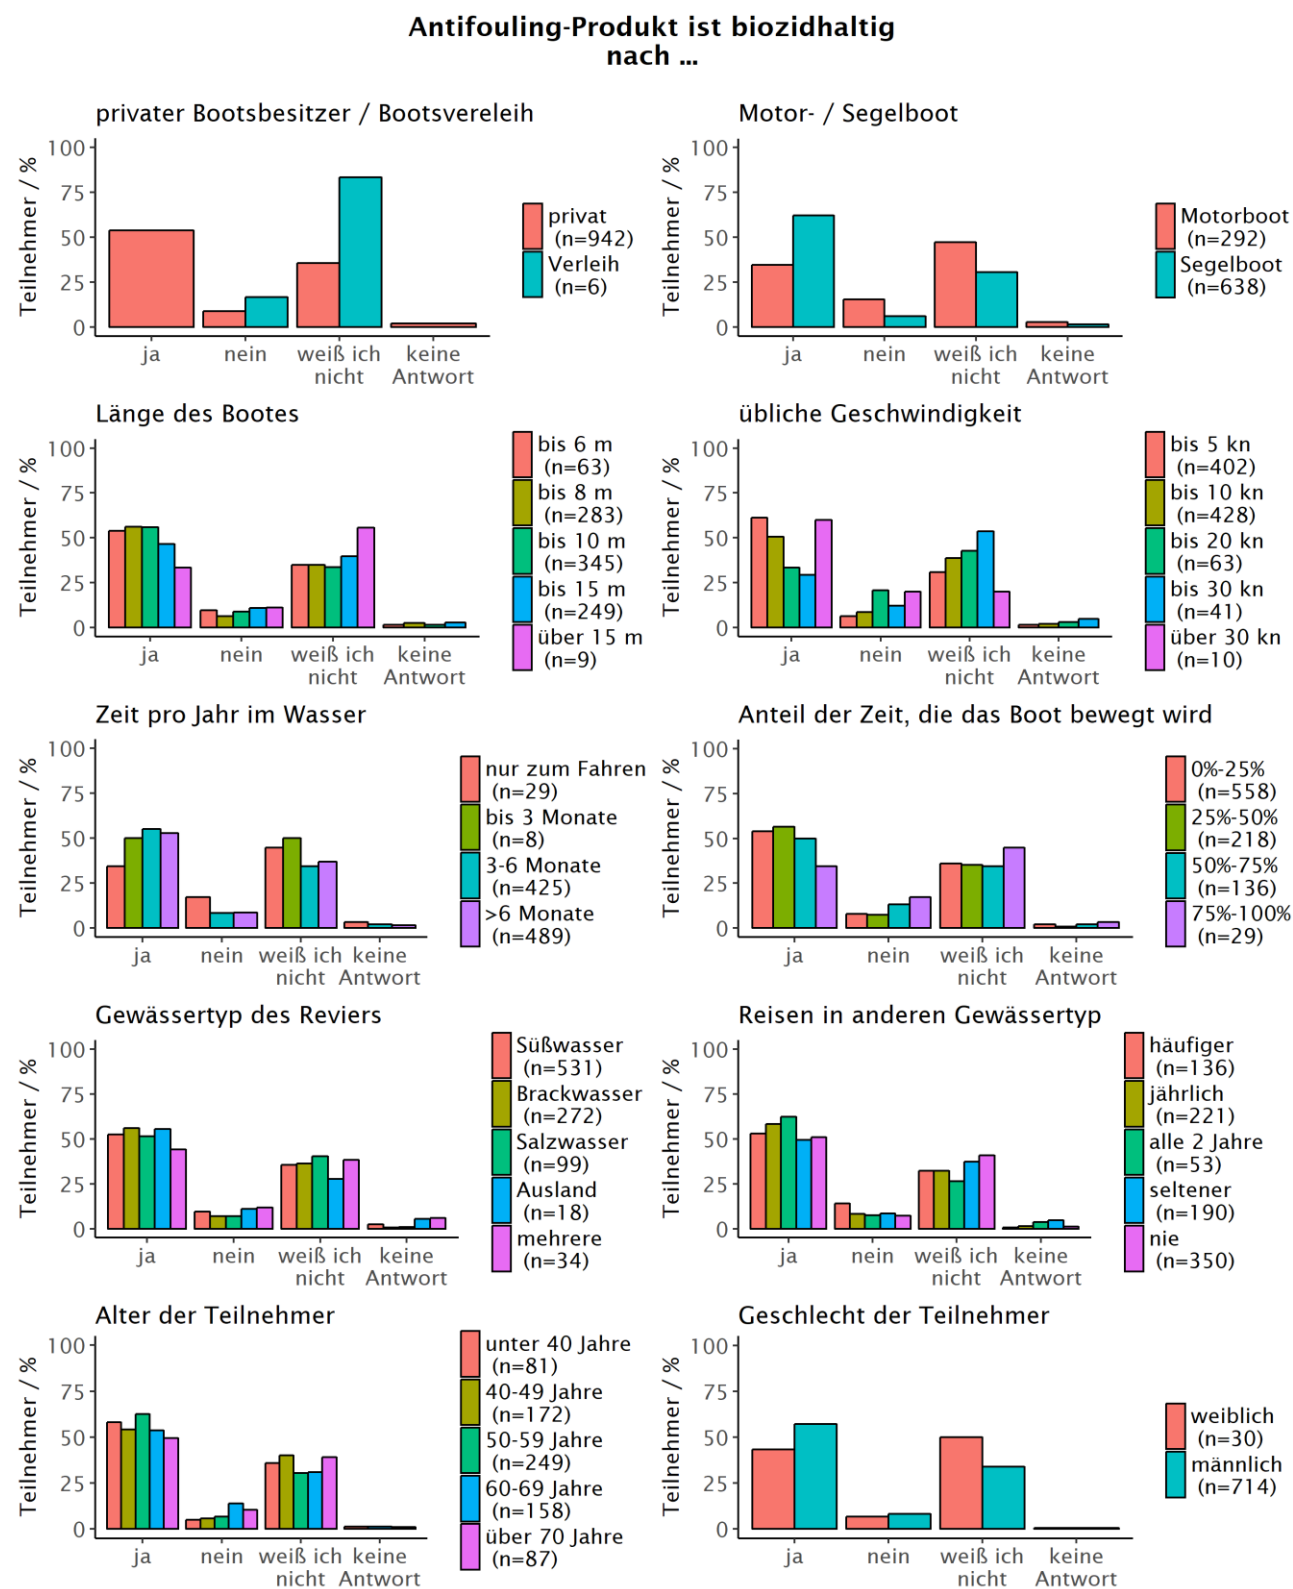 Antifouling-Produkt ist biozidhaltig
nach ...
privater Bootsbesitzer / Bootsvereleih
Teilnehmer / %
100
75
50
25
0
ja
nein
weiß ich
nicht
keine
Antwort
privat
(n=942)
Verleih
(n=6)
Motor- / Segelboot
Teilnehmer / %
100
75
50
25
0
ja
nein
weiß ich
nicht
keine
Antwort
Motorboot
(n=292)
Segelboot
(n=638)
Länge des Bootes
Teilnehmer / %
100
75
50
25
0
ja
nein
weiß ich
nicht
keine
Antwort
bis 6 m
(n=63)
bis 8 m
(n=283)
bis 10 m
(n=345)
bis 15 m
(n=249)
über 15 m
(n=9)
übliche Geschwindigkeit
Teilnehmer / %
100
75
50
25
0
ja
nein
weiß ich
nicht
keine
Antwort
bis 5 kn
(n=402)
bis 10 kn
(n=428)
bis 20 kn
(n=63)
bis 30 kn
(n=41)
über 30 kn
(n=10)
Zeit pro Jahr im Wasser
Teilnehmer / %
100
75
50
25
0
ja
nein
weiß ich
nicht
keine
Antwort
nur zum Fahren
(n=29)
bis 3 Monate
(n=8)
3-6 Monate
(n=425)
>6 Monate
(n=489)
Anteil der Zeit, die das Boot bewegt wird
Teilnehmer / %
100
75
50
25
0
ja
nein
weiß ich
nicht
keine
Antwort
0%-25%
(n=558)
25%-50%
(n=218)
50%-75%
(n=136)
75%-100%
(n=29)
Gewässertyp des Reviers
Teilnehmer / %
100
75
50
25
0
ja
nein
weiß ich
nicht
keine
Antwort
Süßwasser
(n=531)
Brackwasser
(n=272)
Salzwasser
(n=99)
Ausland
(n=18)
mehrere
(n=34)
Reisen in anderen Gewässertyp
Teilnehmer / %
100
75
50
25
0
ja
nein
weiß ich
nicht
keine
Antwort
häufiger
(n=136)
jährlich
(n=221)
alle 2 Jahre
(n=53)
seltener
(n=190)
nie
(n=350)
Alter der Teilnehmer
Teilnehmer / %
100
75
50
25
0
ja
nein
weiß ich
nicht
keine
Antwort
unter 40 Jahre
(n=81)
40-49 Jahre
(n=172)
50-59 Jahre
(n=249)
60-69 Jahre
(n=158)
über 70 Jahre
(n=87)
Geschlecht der Teilnehmer
Teilnehmer / %
100
75
50
25
0
ja
nein
weiß ich
nicht
keine
Antwort
weiblich
(n=30)
männlich
(n=714)